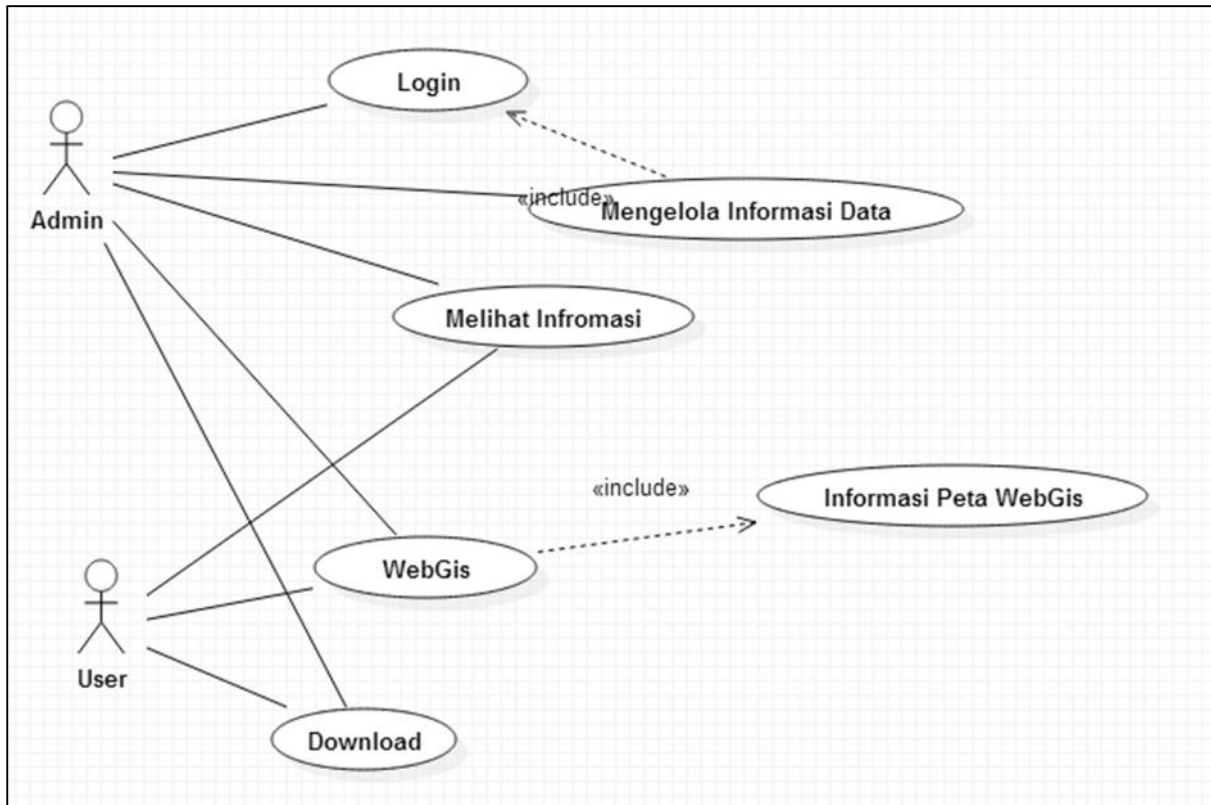 Login
Admin
«include»
Mengelola Informasi Data
Melihat Infromasi
«include»
Informasi Peta WebGis
WebGis
User
Download